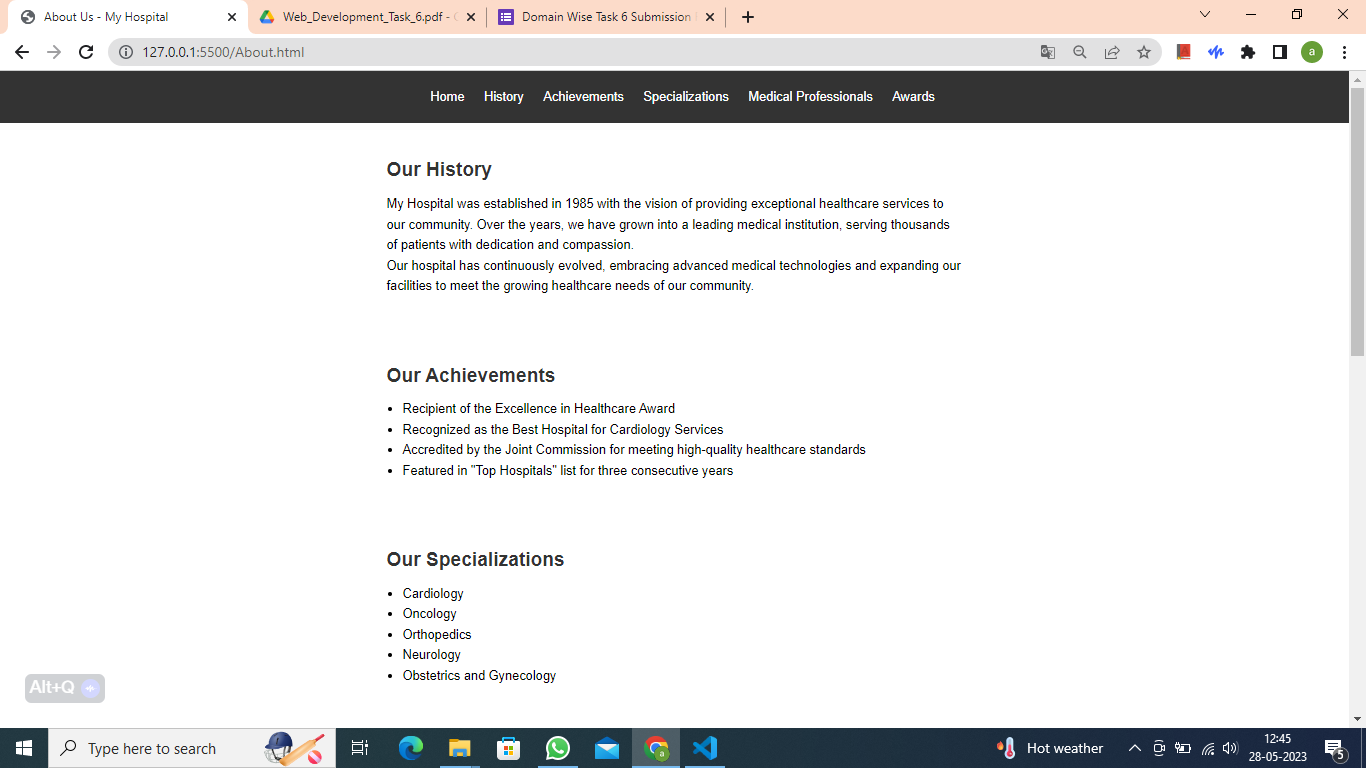 About Us - My Hospital
Web_Development_Task_6.pdf -
Domain Wise Task 6 Submission
127.0.0.1:5500/About.html
a
Home History Achievements Specializations Medical Professionals Awards
Our History
My Hospital was established in 1985 with the vision of providing exceptional healthcare services to
our community. Over the years, we have grown into a leading medical institution, serving thousands
of patients with dedication and compassion.
Our hospital has continuously evolved, embracing advanced medical technologies and expanding our
facilities to meet the growing healthcare needs of our community.
Our Achievements
• Recipient of the Excellence in Healthcare Award
• Recognized as the Best Hospital for Cardiology Services
• Accredited by the Joint Commission for meeting high-quality healthcare standards
• Featured in "Top Hospitals" list for three consecutive years
Our Specializations
• Cardiology
• Oncology
• Orthopedics
• Neurology
• Obstetrics and Gynecology
Alt+Q
Type here to search
a
Hot weather
12:45
28-05-2023
5